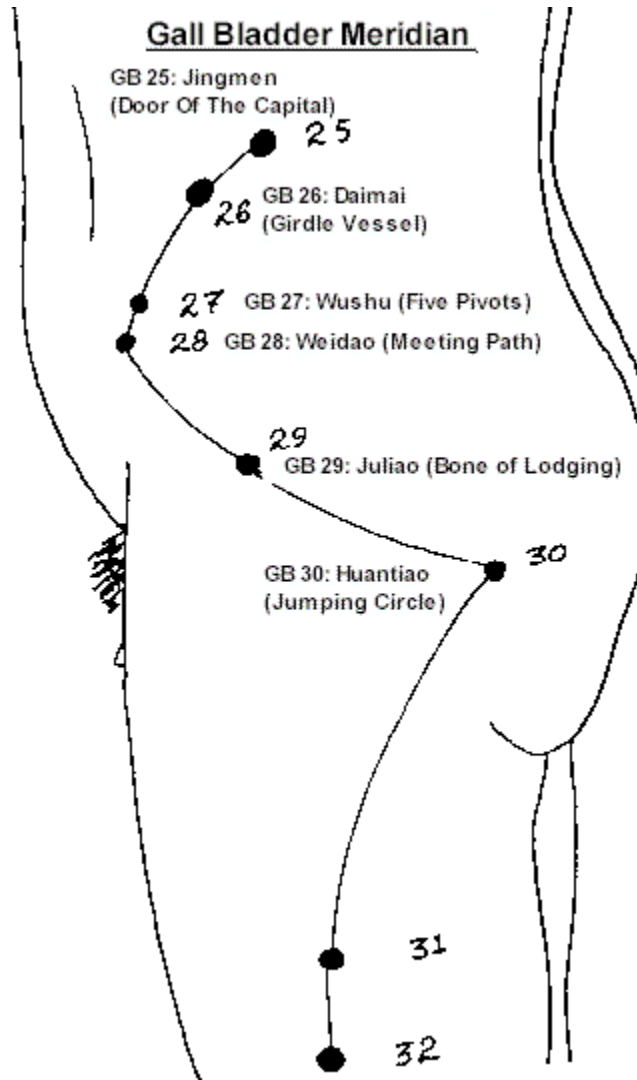 Gall Bladder Meridian
GB 25: Jingmen
(Door Of The Capital)
25
26
GB 26: Daimai
(Girdle Vessel)
27 GB 27: Wushu (Five Pivots)
28 GB 28: Weidao (Meeting Path)
29
GB 29: Juliao (Bone of Lodging)
30
GB 30: Huantiao
(Jumping Circle)
31
32